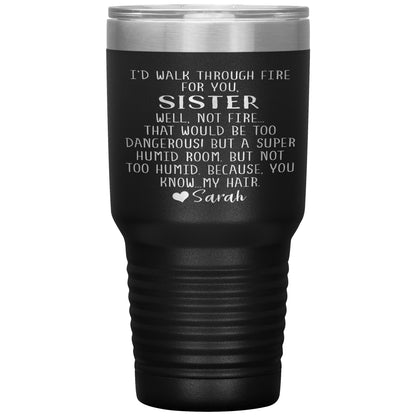 I'D WALK THROUGH FIRE
FOR YOU,
SISTER
WELL, NOT FIRE...
THAT WOULD BE TOO
DANGEROUS! BUT A SUPER
HUMID ROOM. BUT NOT
TOO HUMID, BECAUSE, YOU
KNOW...MY HAIR.
Sarah